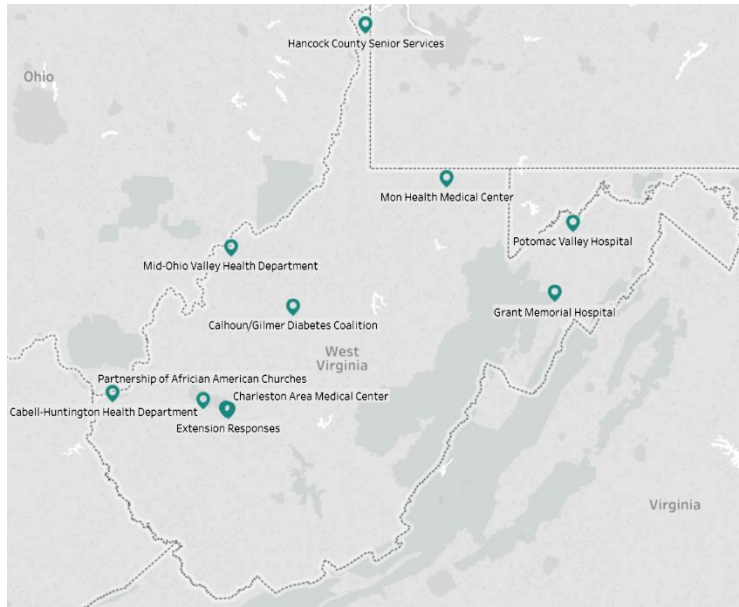 Hancock County Senior Services
Ohio
Mon Health Medical Center
Potomac Valley Hospital
Mid-Ohio Valley Health Department
Grant Memorial Hospital
Calhoun/Gilmer Diabetes Coalition
West
Virginia
Partnership of Africian American Churches
Charleston Area Medical Center
Cabell-Huntington Health Department
Extension Responses
Virginia